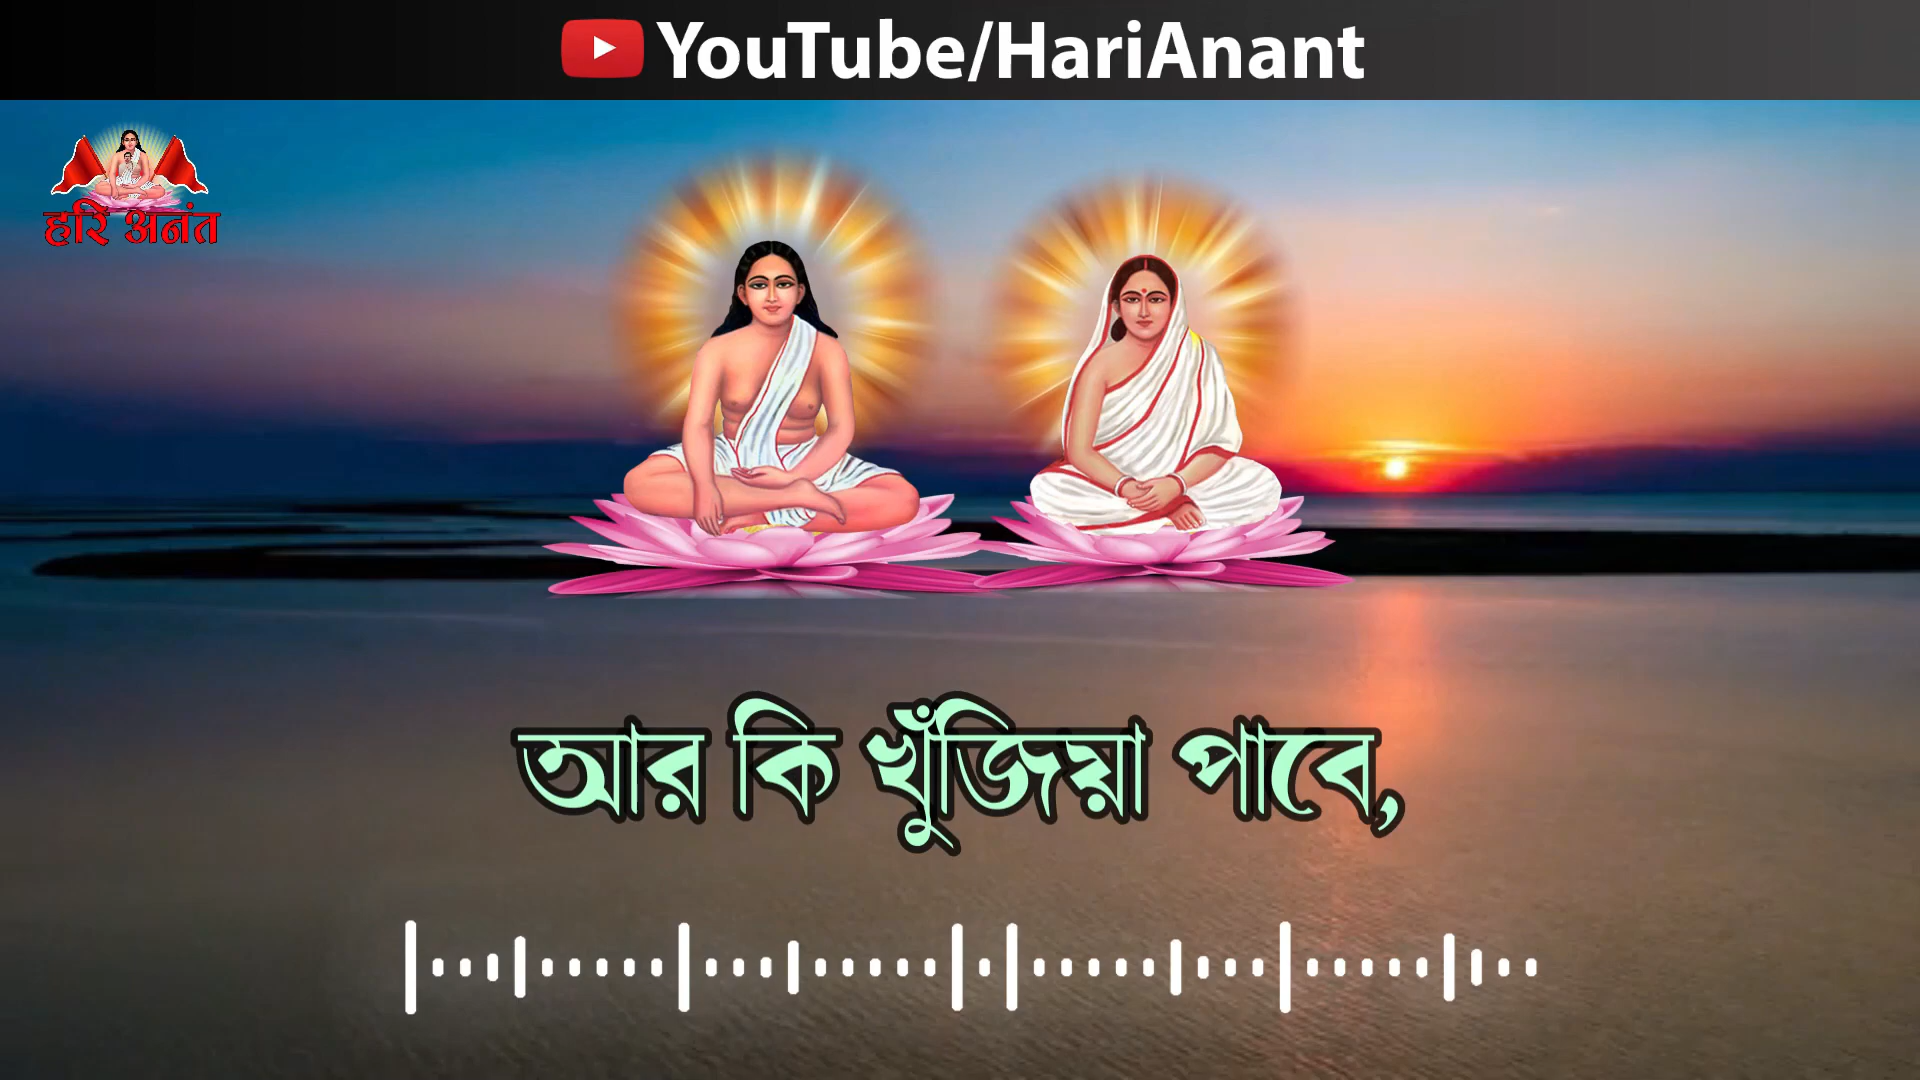 YouTube/HariAnant
हरि अनंत
আর কি খুঁজিয়া পাবে,